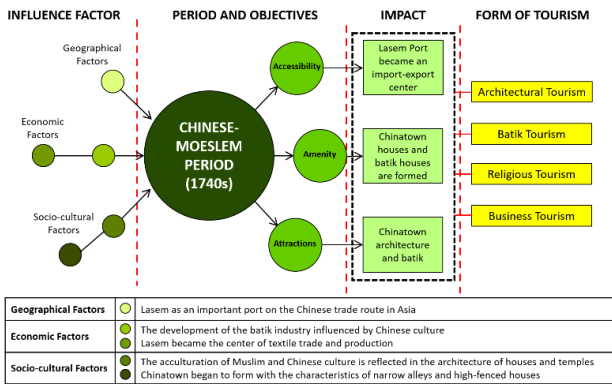 INFLUENCE FACTOR
PERIOD AND OBJECTIVES
IMPACT
FORM OF TOURISM
Geographical
Factors
Economic
Factors
Socio-cultural
Factors
CHINESE-
MOESLEM
PERIOD
(1740s)
Accessibility
Amenity
Attractions
Lasem Port
became an
import-export
center
Chinatown
houses and
batik houses
are formed
Chinatown
architecture
and batik
Architectural Tourism
Batik Tourism
Religious Tourism
Business Tourism
Geographical Factors
Lasem as an important port on the Chinese trade route in Asia
Economic Factors
The development of the batik industry influenced by Chinese culture
Lasem became the center of textile trade and production
Socio-cultural Factors
The acculturation of Muslim and Chinese culture is reflected in the architecture of houses and temples
Chinatown began to form with the characteristics of narrow alleys and high-fenced houses